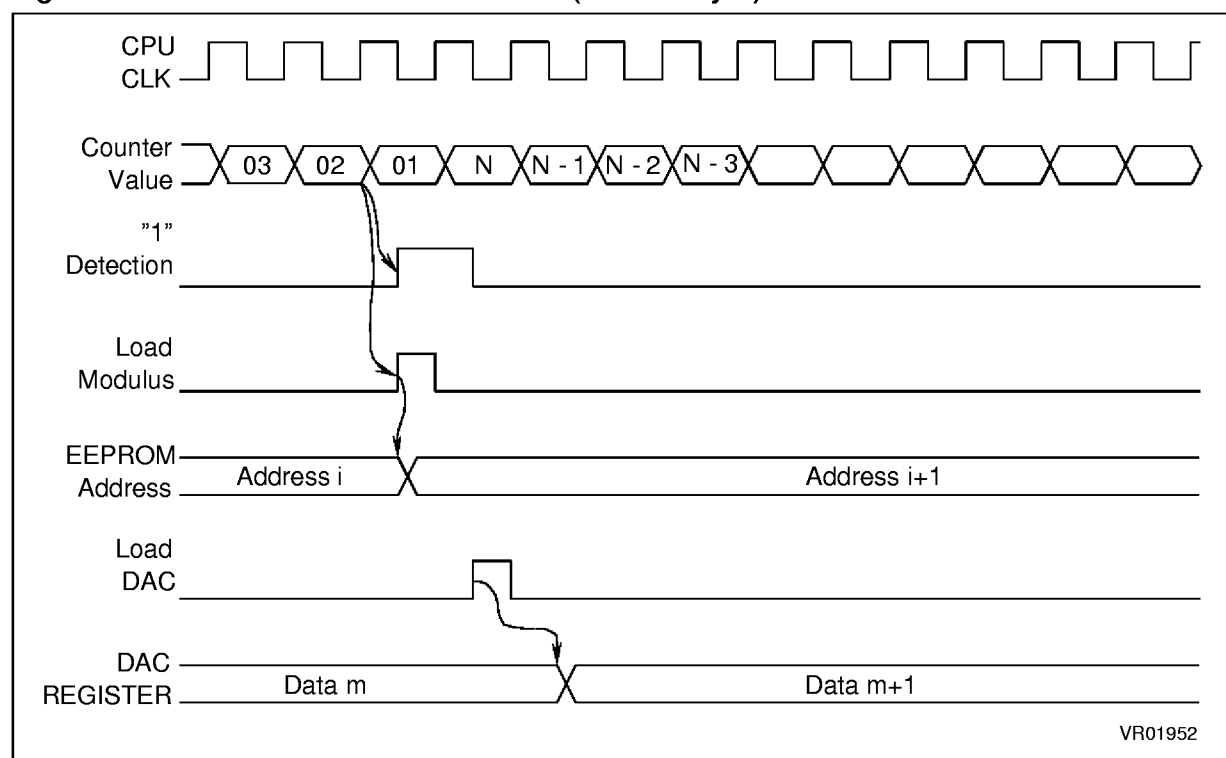 CPU
CLK
Counter
Value
03 02 01 N N - 1 N - 2 N - 3
"1"
Detection
Load
Modulus
EEPROM
Address
Address i
Address i+1
Load
DAC
DAC
REGISTER
Data m
Data m+1
VR01952